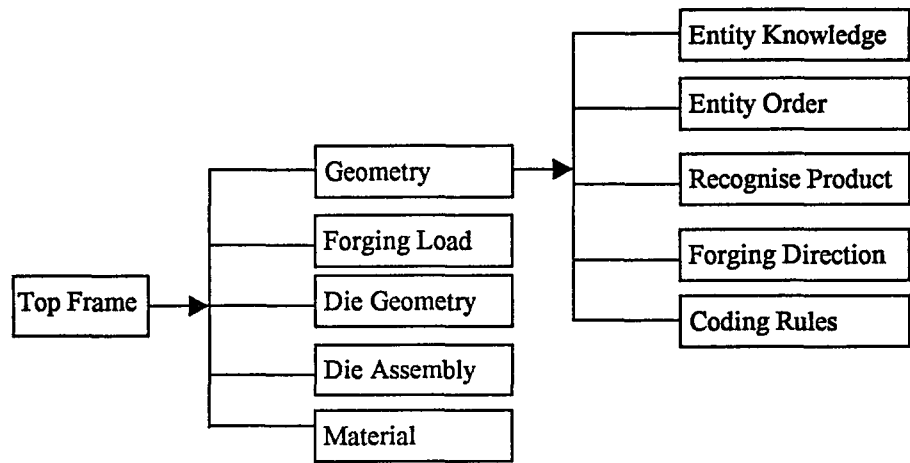 Top Frame
Geometry
Forging Load
Die Geometry
Die Assembly
Material
Entity Knowledge
Entity Order
Recognise Product
Forging Direction
Coding Rules